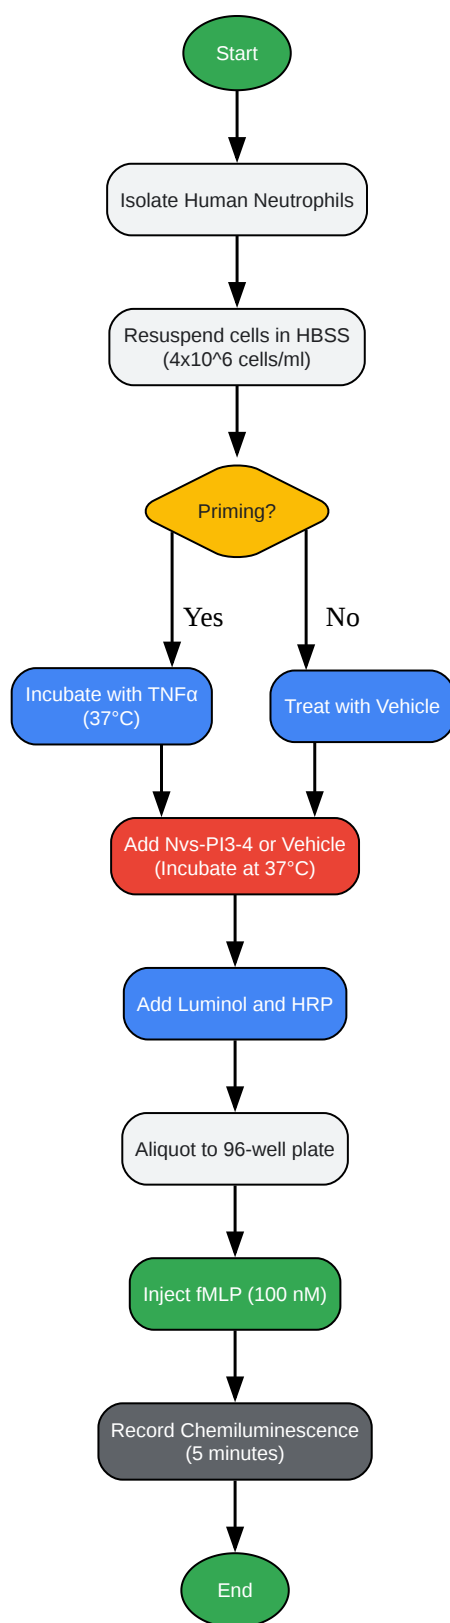 Start
Isolate Human Neutrophils
Resuspend cells in HBSS
(4x10^6 cells/ml)
Priming?
Yes
No
Incubate with TNFα
(37°C)
Treat with Vehicle
Add Nvs-PI3-4 or Vehicle
(Incubate at 37°C)
Add Luminol and HRP
Aliquot to 96-well plate
Inject fMLP (100 nM)
Record Chemiluminescence
(5 minutes)
End